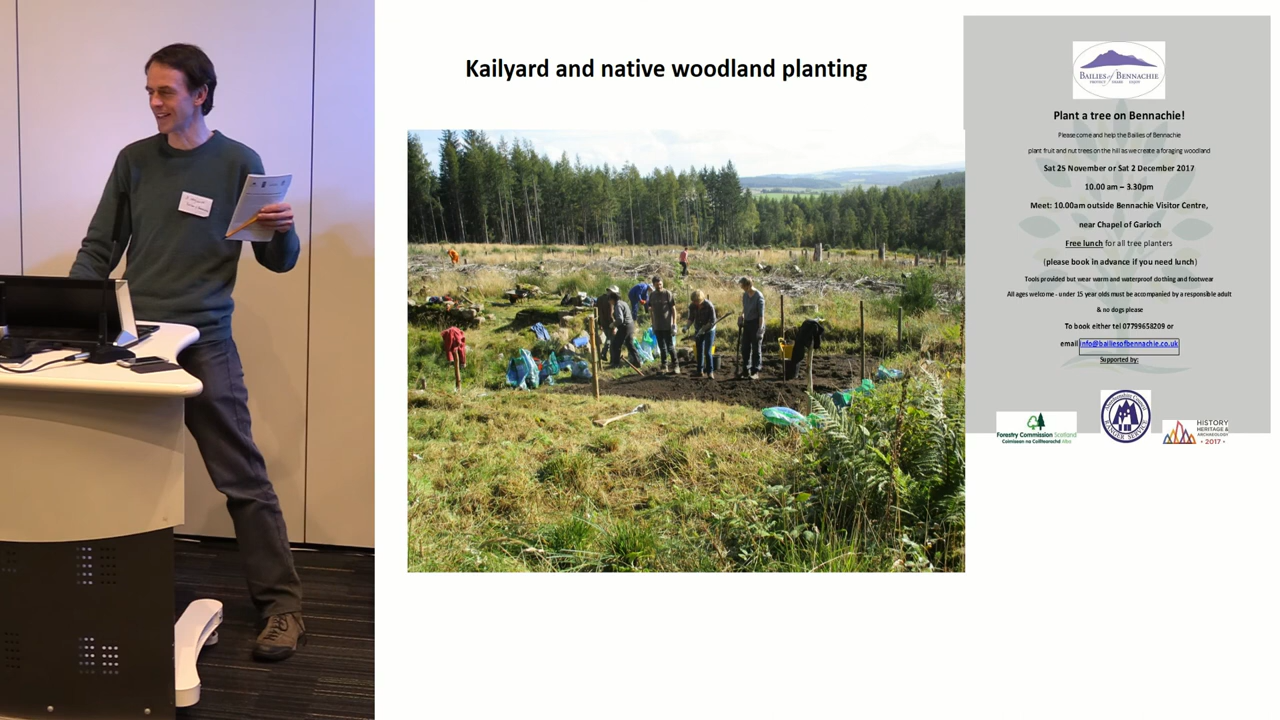 Kailyard and native woodland planting
BAILIES of BENNACHIE
Plant a tree on Bennachie!
Please come and help the Bailies of Bennachie
plant fruit and nut trees on the hill as we create a foraging woodland
Sat 25 November or Sat 2 December 2017
10.00 am – 3.30pm
Meet: 10.00am outside Bennachie Visitor Centre,
near Chapel of Garioch
Free lunch for all tree planters
(please book in advance if you need lunch)
Tools provided but wear warm and waterproof clothing and footwear
All ages welcome - under 15 year olds must be accompanied by a responsible adult
& no dogs please
To book either tel 07799658209 or
email info@bailiesofbennachie.co.uk
Supported by:
Forestry Commission Scotland
Coimisean na Coilltearachd Alba
RANGER SERVICE
HISTORY
HERITAGE &
ARCHAEOLOGY
• 2017 •